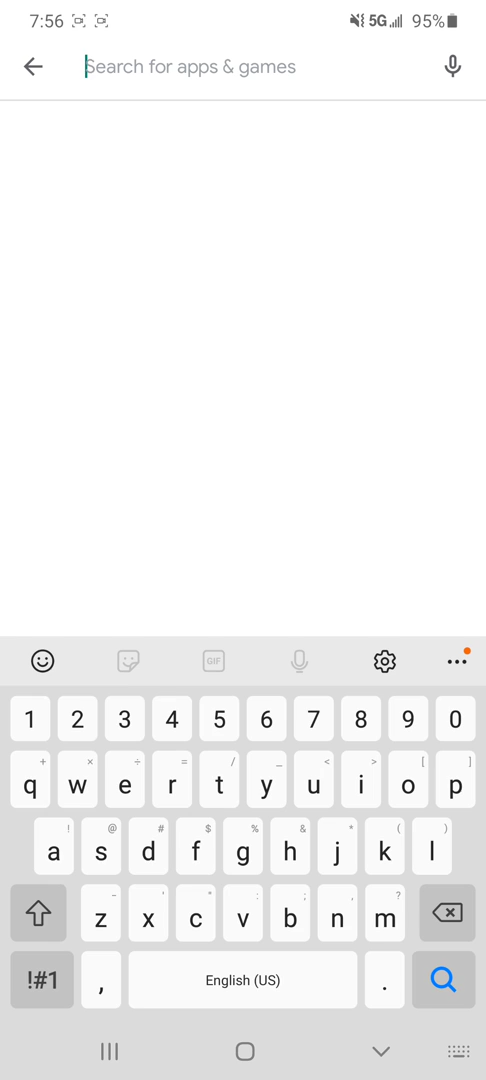 7:56 5G 95%
Search for apps & games
GIF
1 2 3 4 5 6 7 8 9 0
+ × ÷ = / _ < > [ ]
q w e r t y u i o p
! @ # $ % & * ( )
a s d f g h j k l
- ' " : ; , ?
z x c v b n m
!#1 , English (US) .